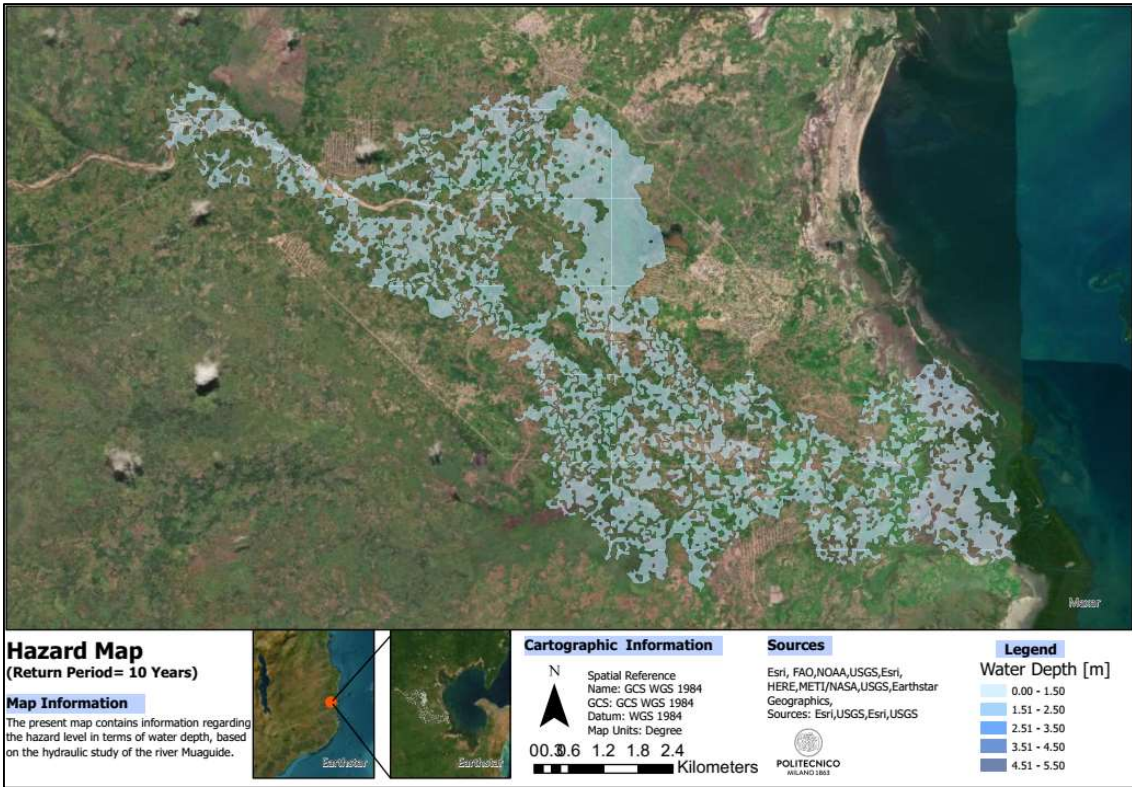 Maxar
Hazard Map
(Return Period= 10 Years)
Map Information
The present map contains information regarding
the hazard level in terms of water depth, based
on the hydraulic study of the river Muaguide.
Earthstar
Earthstar
Cartographic Information
N
Spatial Reference
Name: GCS WGS 1984
GCS: GCS WGS 1984
Datum: WGS 1984
Map Units: Degree
00.30.6 1.2 1.8 2.4
Kilometers
Sources
Esri, FAO,NOAA,USGS,Esri,
HERE,METI/NASA,USGS,Earthstar
Geographics,
Sources: Esri,USGS,Esri,USGS
POLITECNICO
MILANO 1863
Legend
Water Depth [m]
0.00 - 1.50
1.51 - 2.50
2.51 - 3.50
3.51 - 4.50
4.51 - 5.50